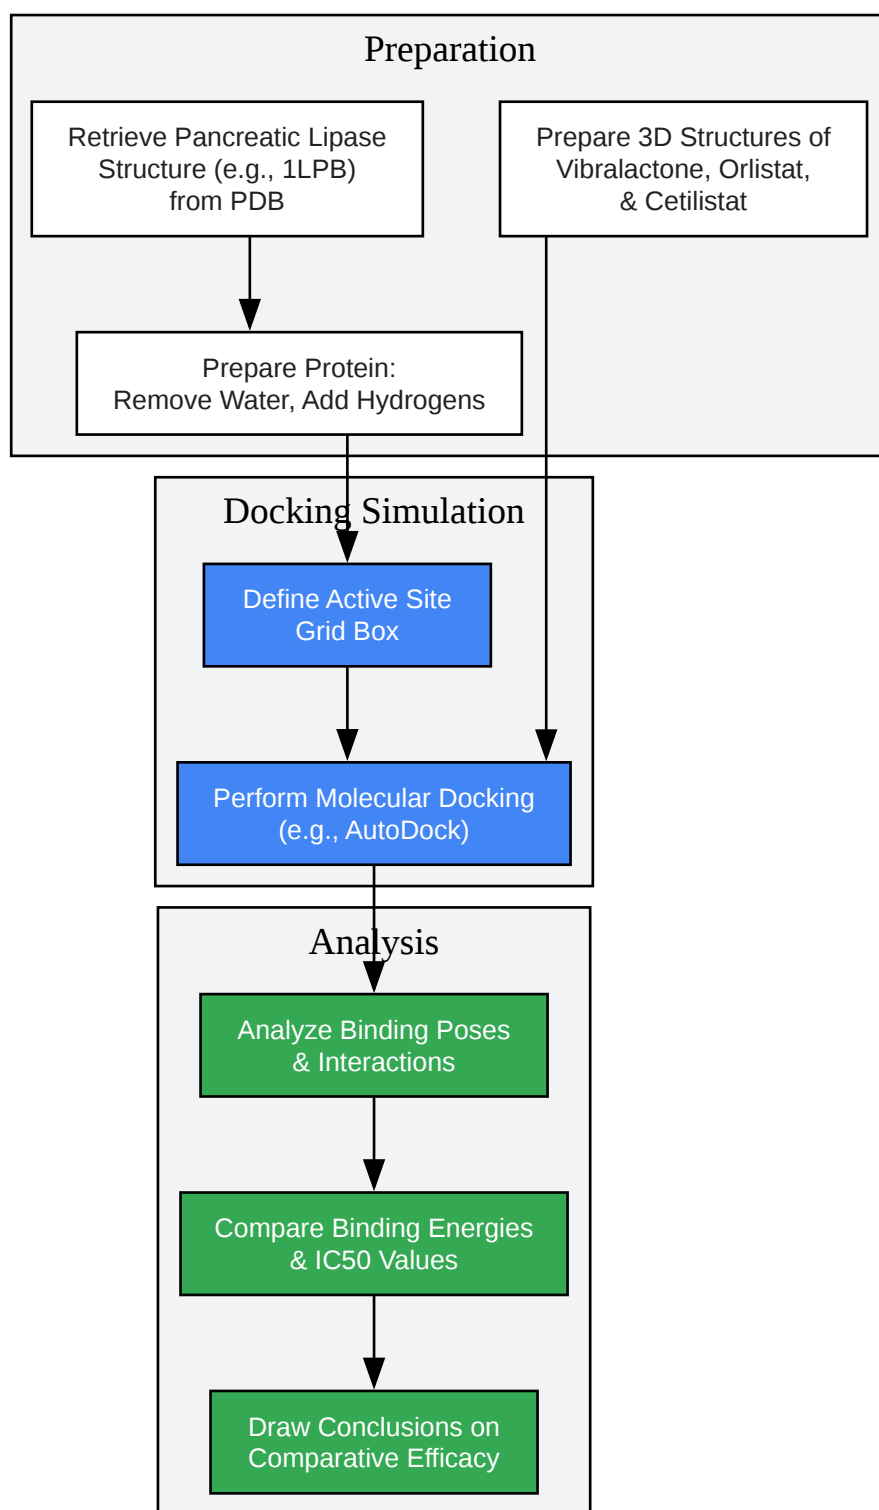 Preparation
Retrieve Pancreatic Lipase
Structure (e.g., 1LPB)
from PDB
Prepare 3D Structures of
Vibralactone, Orlistat,
& Cetilistat
Prepare Protein:
Remove Water, Add Hydrogens
Docking Simulation
Define Active Site
Grid Box
Perform Molecular Docking
(e.g., AutoDock)
Analysis
Analyze Binding Poses
& Interactions
Compare Binding Energies
& IC50 Values
Draw Conclusions on
Comparative Efficacy